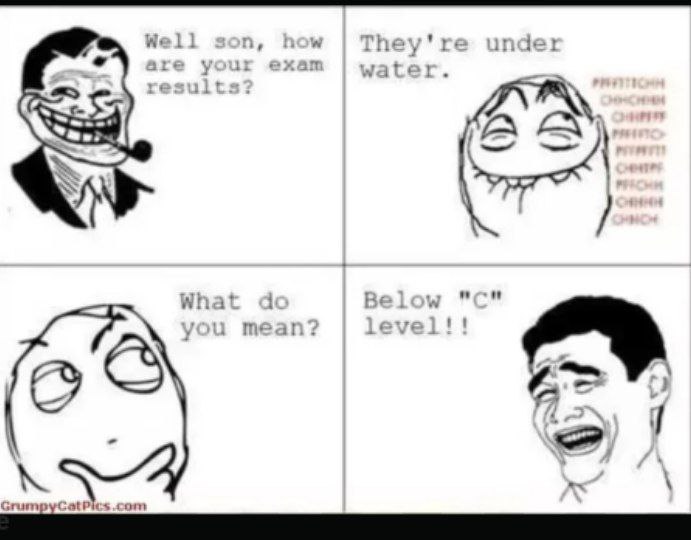 Well son, how
are your exam
results?
They're under
water.
What do
you mean?
Below "C"
level!!
GrumpyCatPics.com